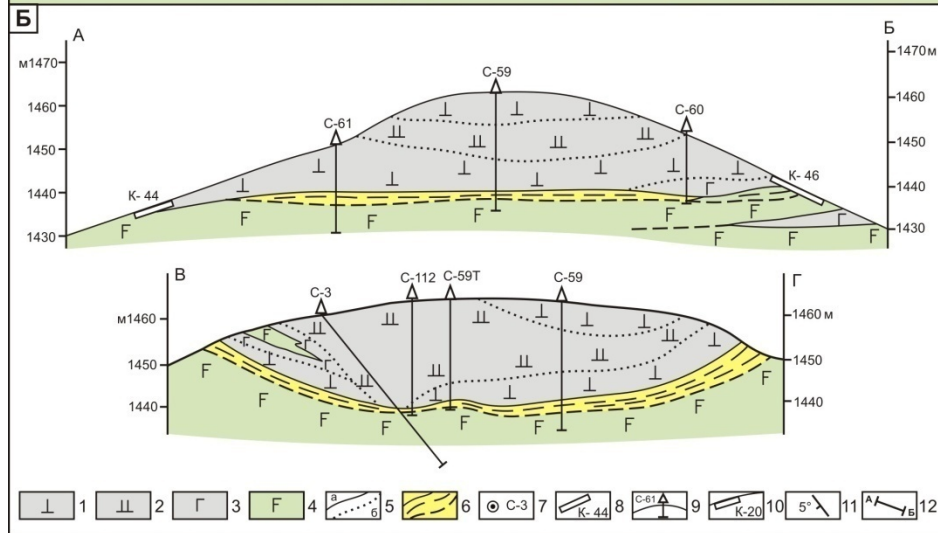 Б
А
Б
м1470
1460
1450
1440
1430
1470 м
1460
1450
1440
1430
С-59
С-61
С-60
К- 44
К- 46
В
Г
м1460
1450
1440
1460 м
1450
1440
С-3
С-112
С-59Т
С-59
1
2
3
4
а
б
5
6
С-3
7
К- 44
8
С-61
9
К-20
10
5°
11
А
Б
12